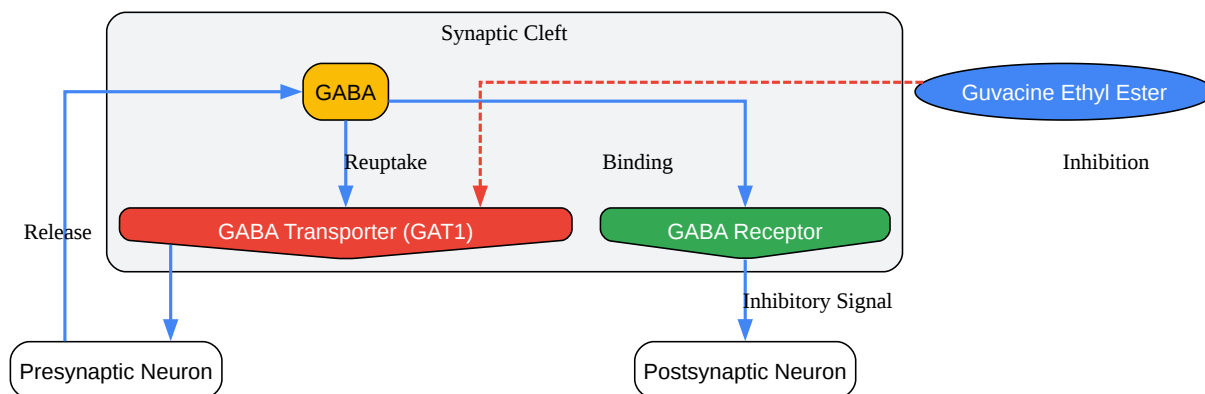 Synaptic Cleft
GABA
Guvacine Ethyl Ester
Reuptake
Binding
Inhibition
Release
GABA Transporter (GAT1)
GABA Receptor
Inhibitory Signal
Presynaptic Neuron
Postsynaptic Neuron